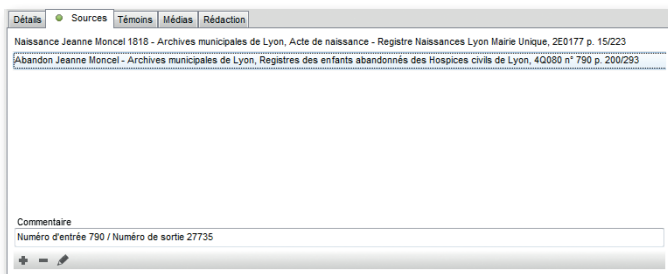 Détails Sources Témoins Médias Rédaction
Naissance Jeanne Moncel 1818 - Archives municipales de Lyon, Acte de naissance - Registre Naissances Lyon Mairie Unique, 2E0177 p. 15/223
Abandon Jeanne Moncel - Archives municipales de Lyon, Registres des enfants abandonnés des Hospices civils de Lyon, 4Q080 n° 790 p. 200/293
Commentaire
Numéro d'entrée 790 / Numéro de sortie 27735